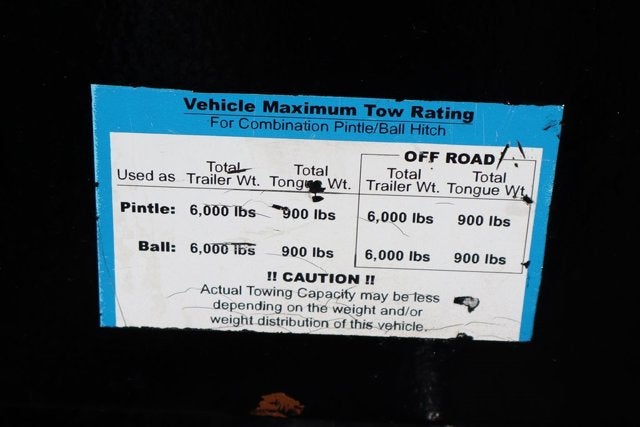 Vehicle Maximum Tow Rating
For Combination Pintle/Ball Hitch
OFF ROAD
Total Total Total Total
Used as Trailer Wt. Tongue Wt. Trailer Wt. Tongue Wt.
Pintle: 6,000 lbs 900 lbs 6,000 lbs 900 lbs
Ball: 6,000 lbs 900 lbs 6,000 lbs 900 lbs
!! CAUTION !!
Actual Towing Capacity may be less
depending on the weight and/or
weight distribution of this vehicle.